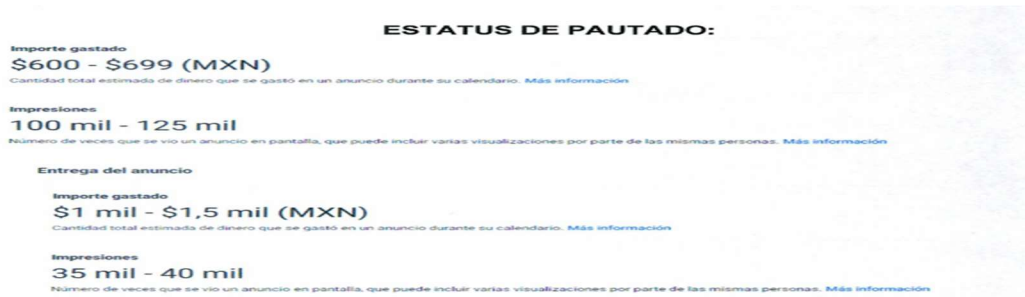 ESTATUS DE PAUTADO:
Importe gastado
$600 - $699 (MXN)
Cantidad total estimada de dinero que se gastó en un anuncio durante su calendario. Más información
Impresiones
100 mil - 125 mil
Número de veces que se vio un anuncio en pantalla, que puede incluir varias visualizaciones por parte de las mismas personas. Más información
Entrega del anuncio
Importe gastado
$1 mil - $1,5 mil (MXN)
Cantidad total estimada de dinero que se gastó en un anuncio durante su calendario. Más información
Impresiones
35 mil - 40 mil
Número de veces que se vio un anuncio en pantalla, que puede incluir varias visualizaciones por parte de las mismas personas. Más información